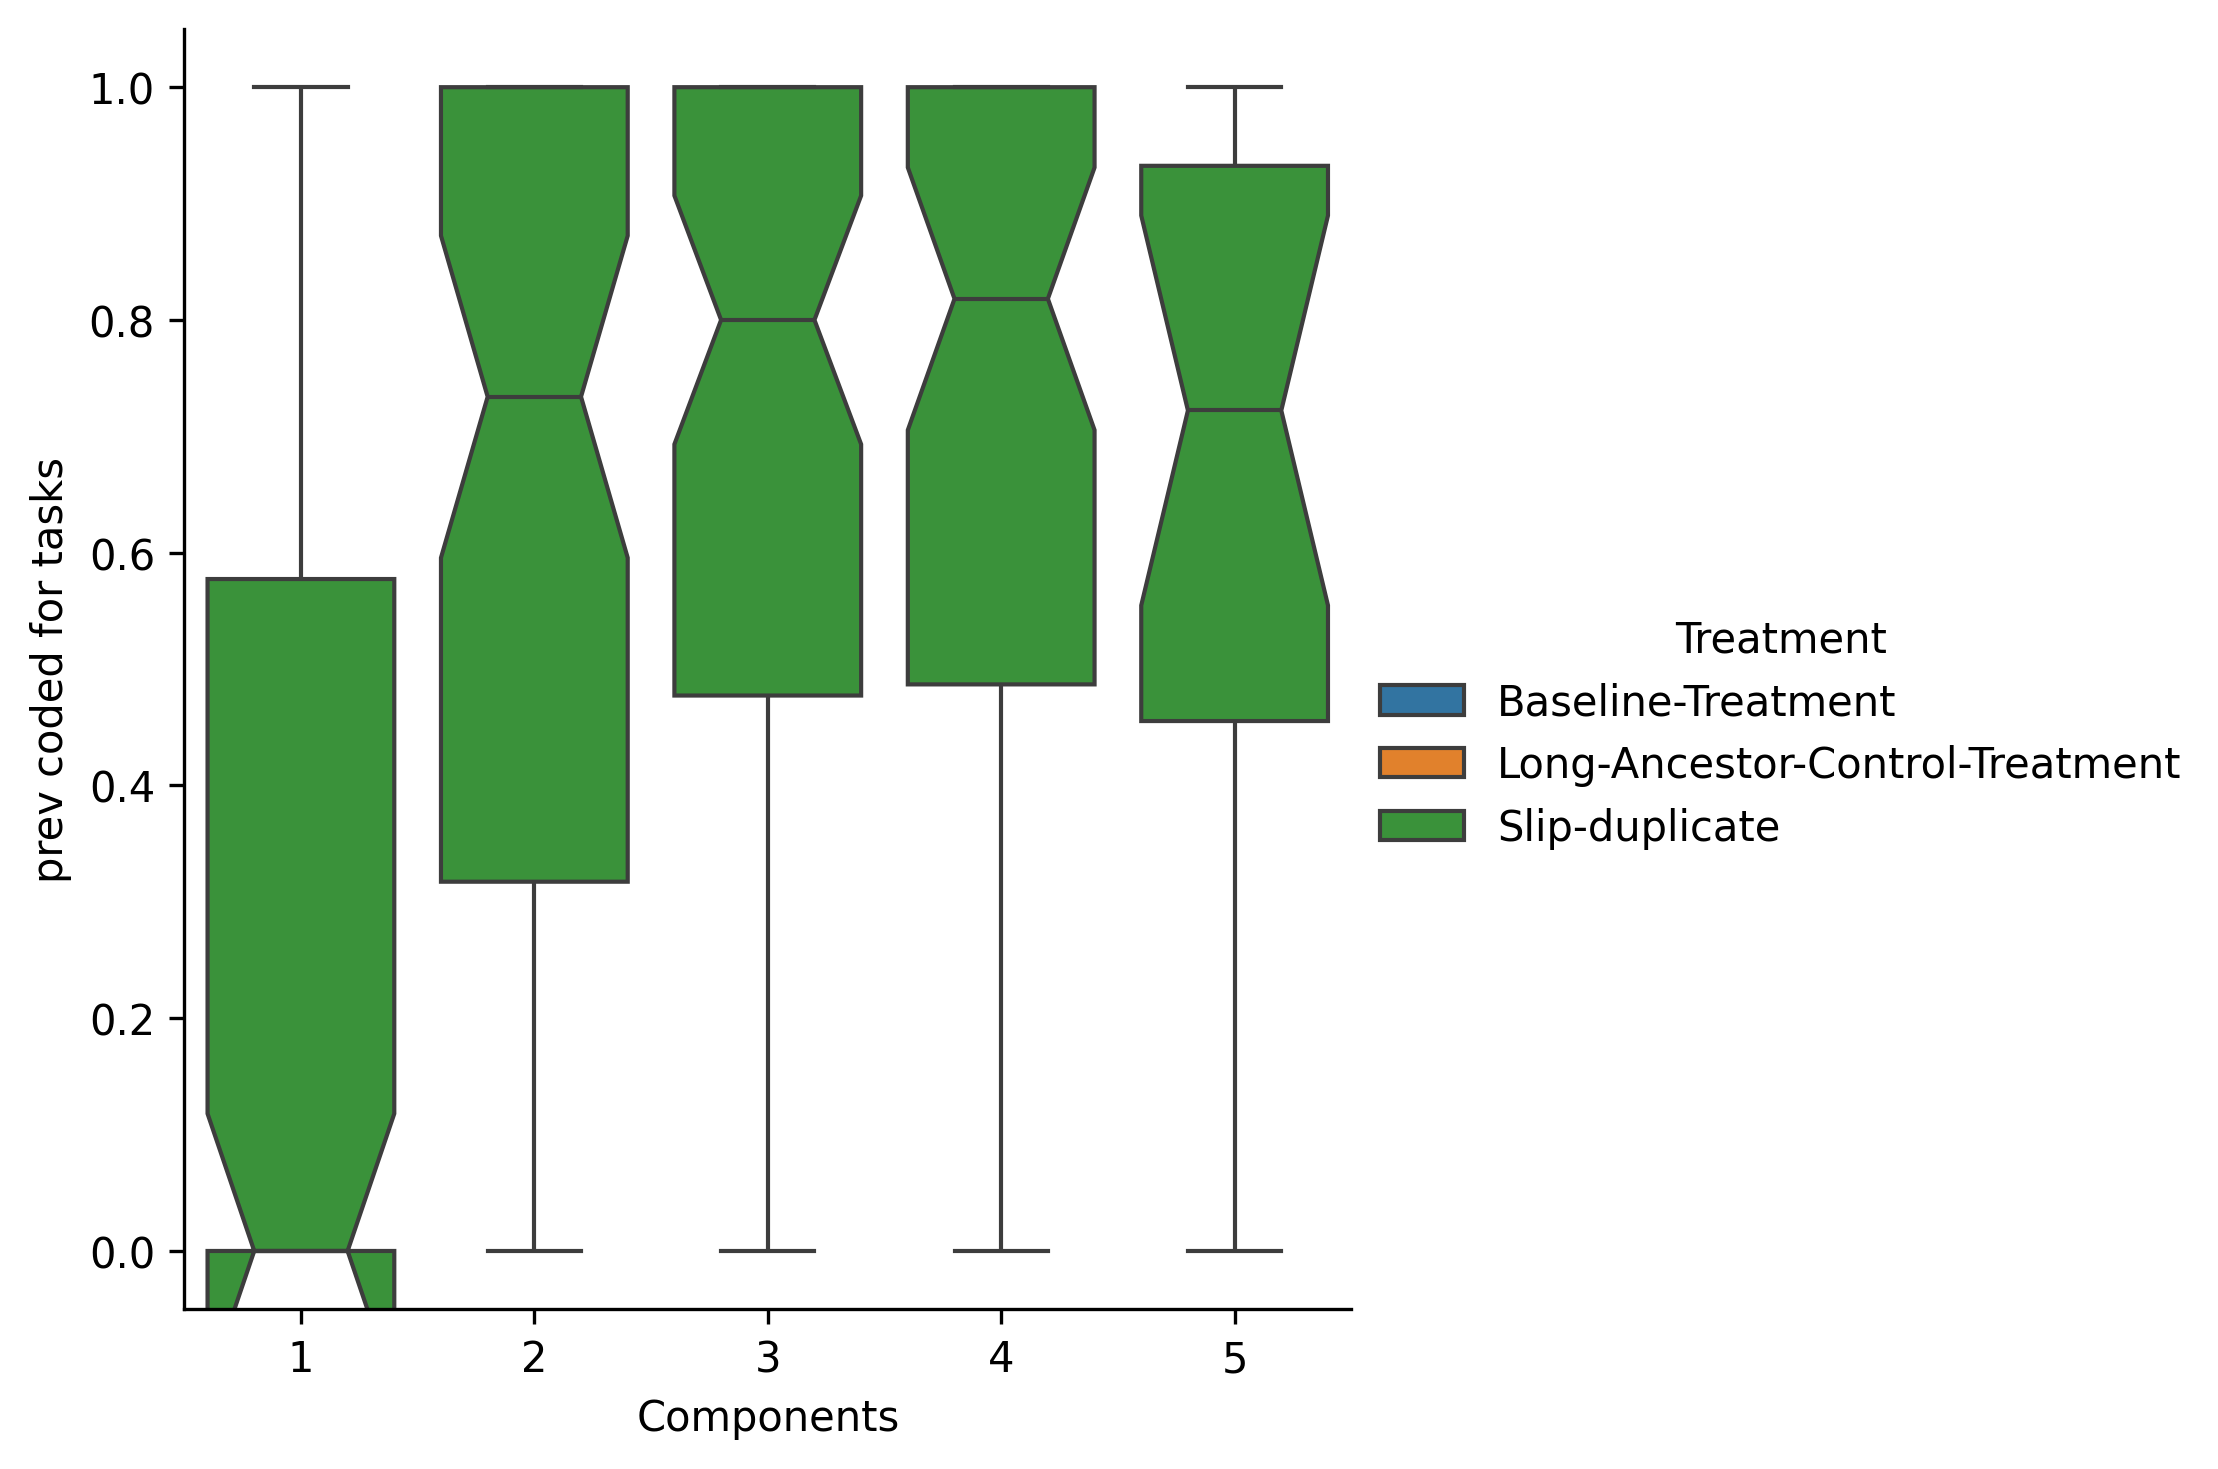 1.0
0.8
0.6
0.4
0.2
0.0
prev coded for tasks
1 2 3 4 5
Components
Treatment
Baseline-Treatment
Long-Ancestor-Control-Treatment
Slip-duplicate